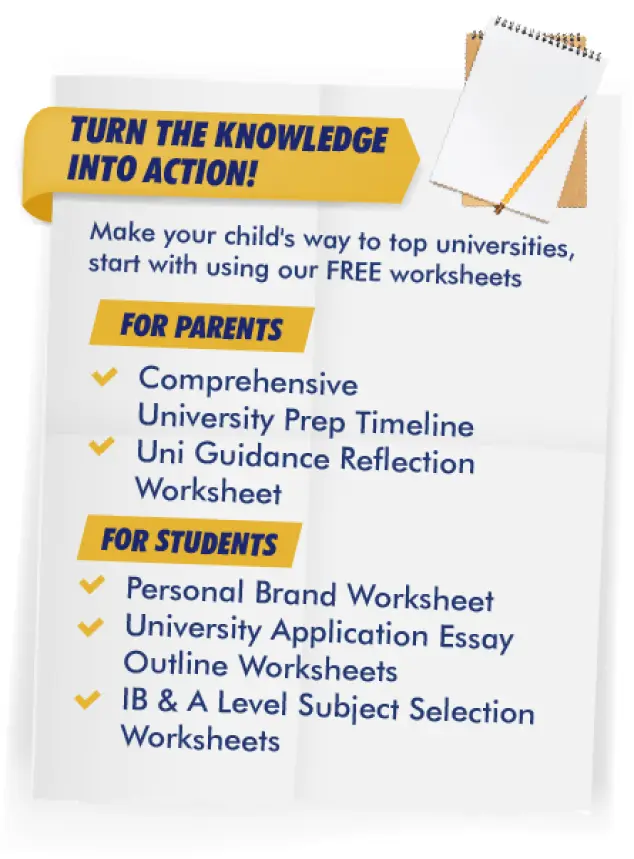 TURN THE KNOWLEDGE
INTO ACTION!
Make your child's way to top universities,
start with using our FREE worksheets
FOR PARENTS
Comprehensive
University Prep Timeline
Uni Guidance Reflection
Worksheet
FOR STUDENTS
Personal Brand Worksheet
University Application Essay
Outline Worksheets
IB & A Level Subject Selection
Worksheets